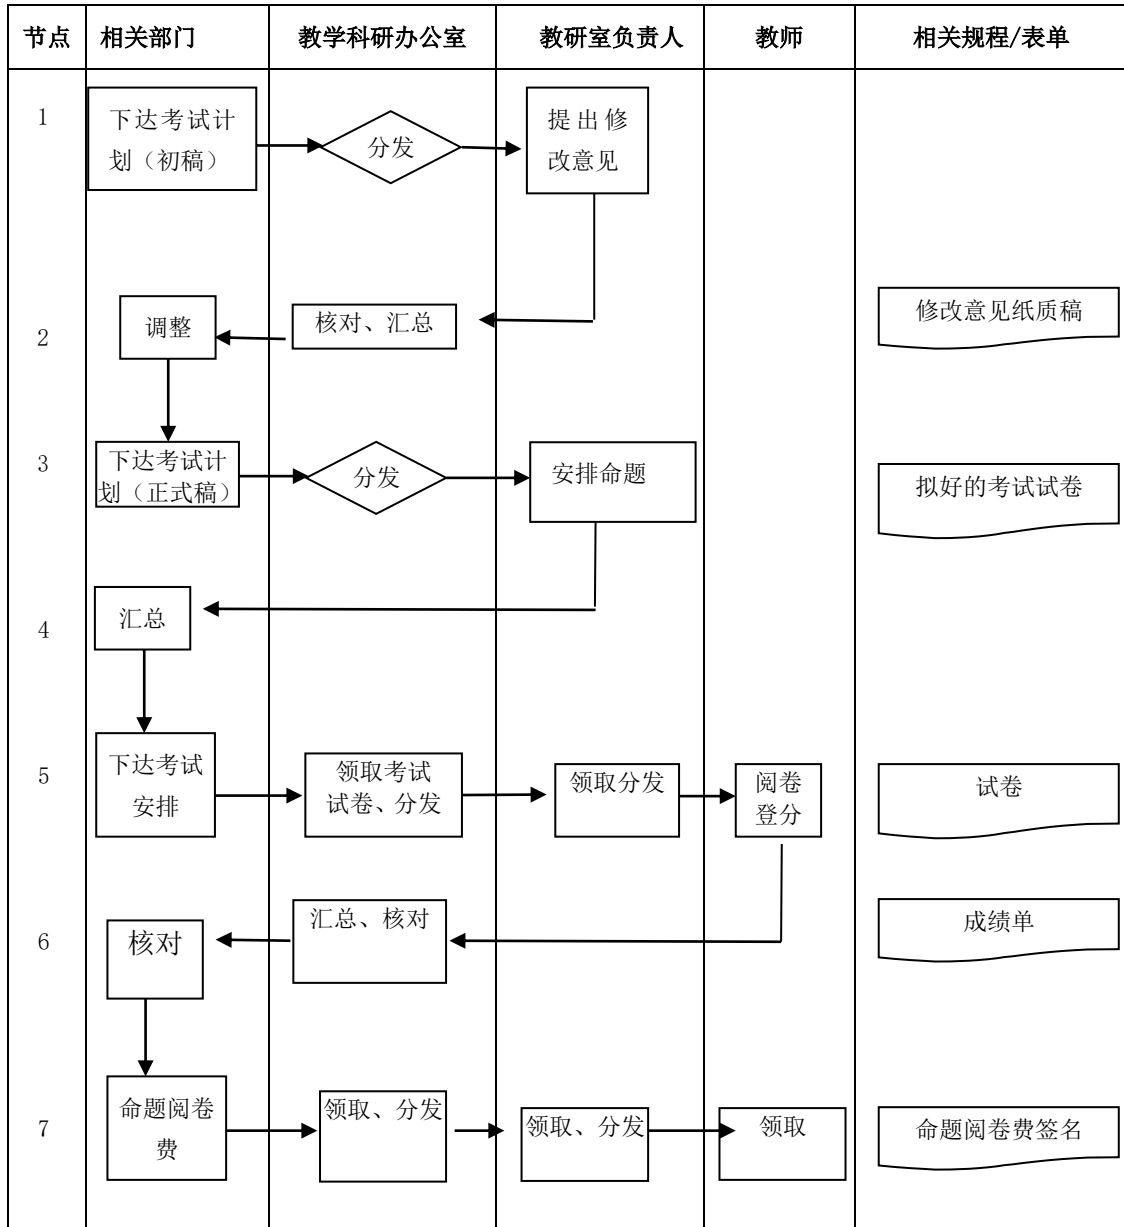 节点 相关部门 教学科研办公室 教研室负责人 教师 相关规程/表单
1
下达考试计
划（初稿）
分发
提出修
改意见
2
调整
核对、汇总
修改意见纸质稿
3
下达考试计
划（正式稿）
分发
安排命题
拟好的考试试卷
4
汇总
5
下达考试
安排
领取考试
试卷、分发
领取分发
阅卷
登分
试卷
6
核对
汇总、核对
成绩单
7
命题阅卷
费
领取、分发
领取、分发
领取
命题阅卷费签名